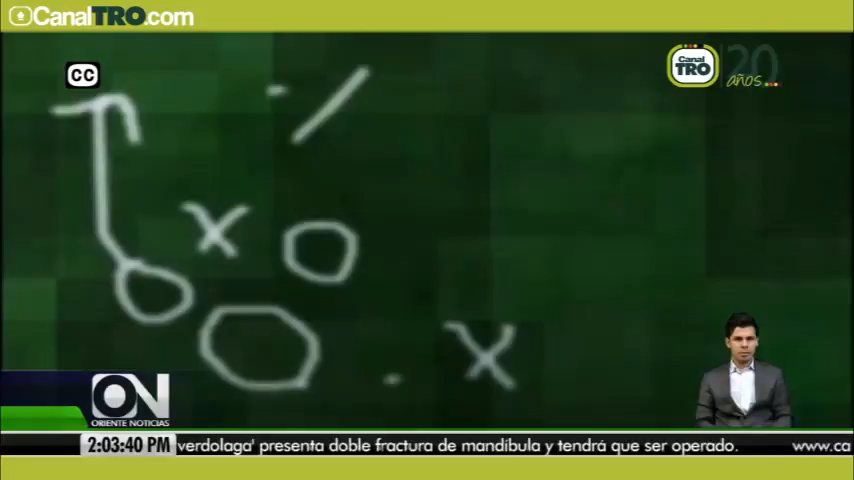 CanalTRO.com
CC
Canal
TRO
20
años...
ON
ORIENTE NOTICIAS
2:03:40 PM verdolaga' presenta doble fractura de mandíbula y tendrá que ser operado. www.ca
X
X